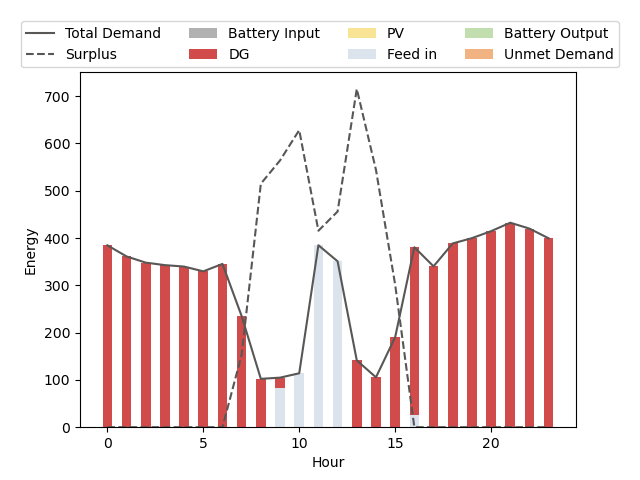 Total Demand Battery Input PV Battery Output
Surplus DG Feed in Unmet Demand
700
600
500
400
300
200
100
0
Energy
0 5 10 15 20
Hour